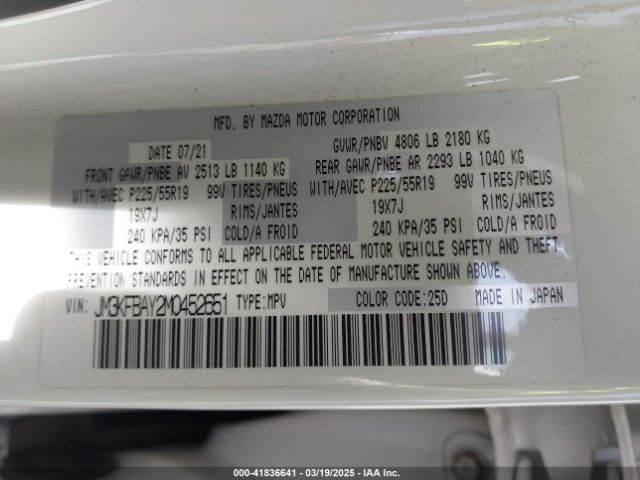 MFD. BY MAZDA MOTOR CORPORATION
DATE 07/21 GVWR/PNBV 4806 LB 2180 KG
FRONT GFWR/PNBE AV 2513 LB 1140 KG REAR GAWR/PNBE AR 2293 LB 1040 KG
WITH/AVEC P225/55R19 99V TIRES/PNEUS WITH/AVEC P225/55R19 99V TIRES/PNEUS
19X7J RIMS/JANTES 19X7J RIMS/JANTES
240 KPA/35 PSI COLD/A FROID 240 KPA/35 PSI COLD/A FROID
THIS VEHICLE CONFORMS TO ALL APPLICABLE FEDERAL MOTOR VEHICLE SAFETY AND THEFT
PREVENTION STANDARDS IN EFFECT ON THE DATE OF MANUFACTURE SHOWN ABOVE.
VIN: JM3KFBAY2M0452651 TYPE:MPV COLOR CODE:25D MADE IN JAPAN
000-41836641 | 03/19/2025 - IAA Inc.